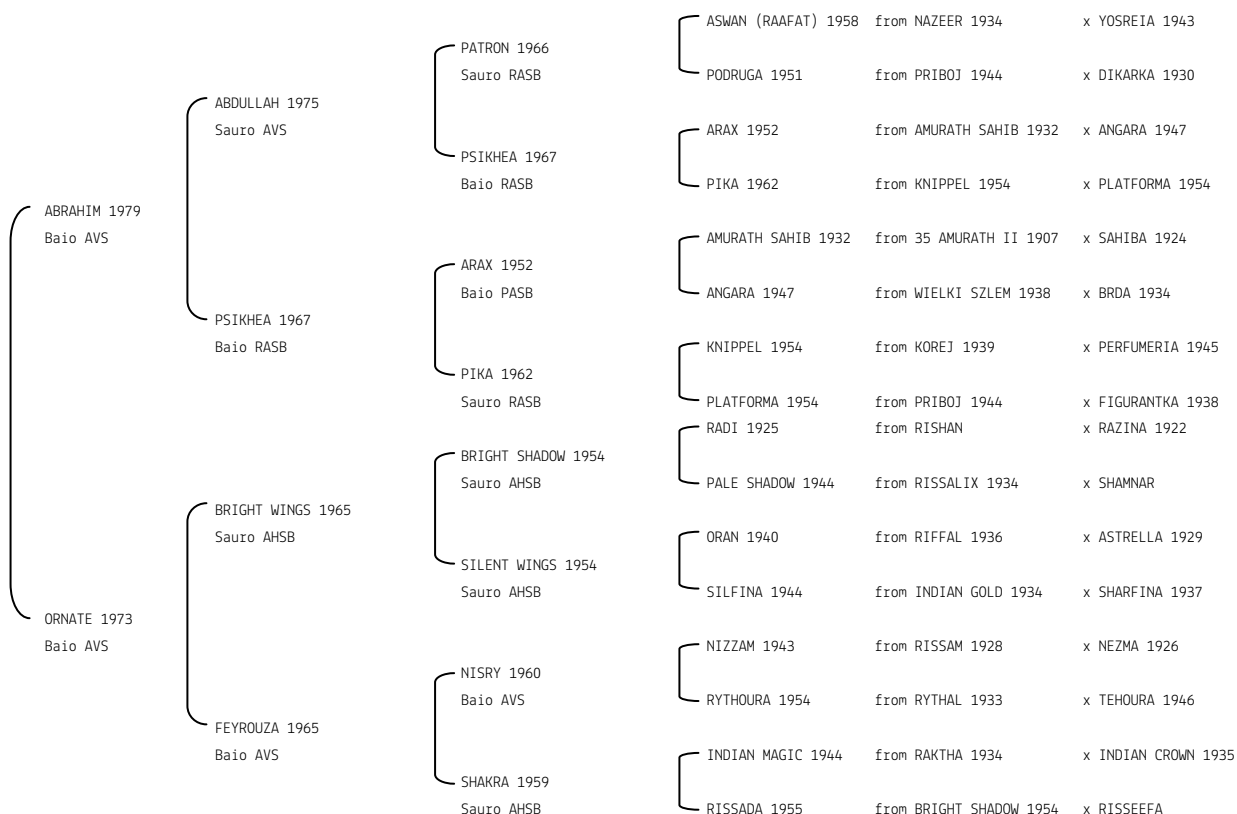 ASWAN (RAAFAT) 1958 from NAZEER 1934 x YOSREIA 1943
PATRON 1966
Sauro RASB
PODRUGA 1951 from PRIBOJ 1944 x DIKARKA 1930
ABDULLAH 1975
Sauro AVS
ARAX 1952 from AMURATH SAHIB 1932 x ANGARA 1947
PSIKHEA 1967
Baio RASB
PIKA 1962 from KNIPPEL 1954 x PLATFORMA 1954
ABRAHIM 1979
Baio AVS
AMURATH SAHIB 1932 from 35 AMURATH II 1907 x SAHIBA 1924
ARAX 1952
Baio PASB
ANGARA 1947 from WIELKI SZLEM 1938 x BRDA 1934
PSIKHEA 1967
Baio RASB
KNIPPEL 1954 from KOREJ 1939 x PERFUMERIA 1945
PIKA 1962
Sauro RASB
PLATFORMA 1954 from PRIBOJ 1944 x FIGURANTKA 1938
RADI 1925 from RISHAN x RAZINA 1922
BRIGHT SHADOW 1954
Sauro AHSB
PALE SHADOW 1944 from RISSALIX 1934 x SHAMNAR
BRIGHT WINGS 1965
Sauro AHSB
ORAN 1940 from RIFFAL 1936 x ASTRELLA 1929
SILENT WINGS 1954
Sauro AHSB
SILFINA 1944 from INDIAN GOLD 1934 x SHARFINA 1937
ORNATE 1973
Baio AVS
NIZZAM 1943 from RISSAM 1928 x NEZMA 1926
NISRY 1960
Baio AVS
RYTHOURA 1954 from RYTHAL 1933 x TEHOURA 1946
FEYROUZA 1965
Baio AVS
INDIAN MAGIC 1944 from RAKTHA 1934 x INDIAN CROWN 1935
SHAKRA 1959
Sauro AHSB
RISSADA 1955 from BRIGHT SHADOW 1954 x RISSEEFA